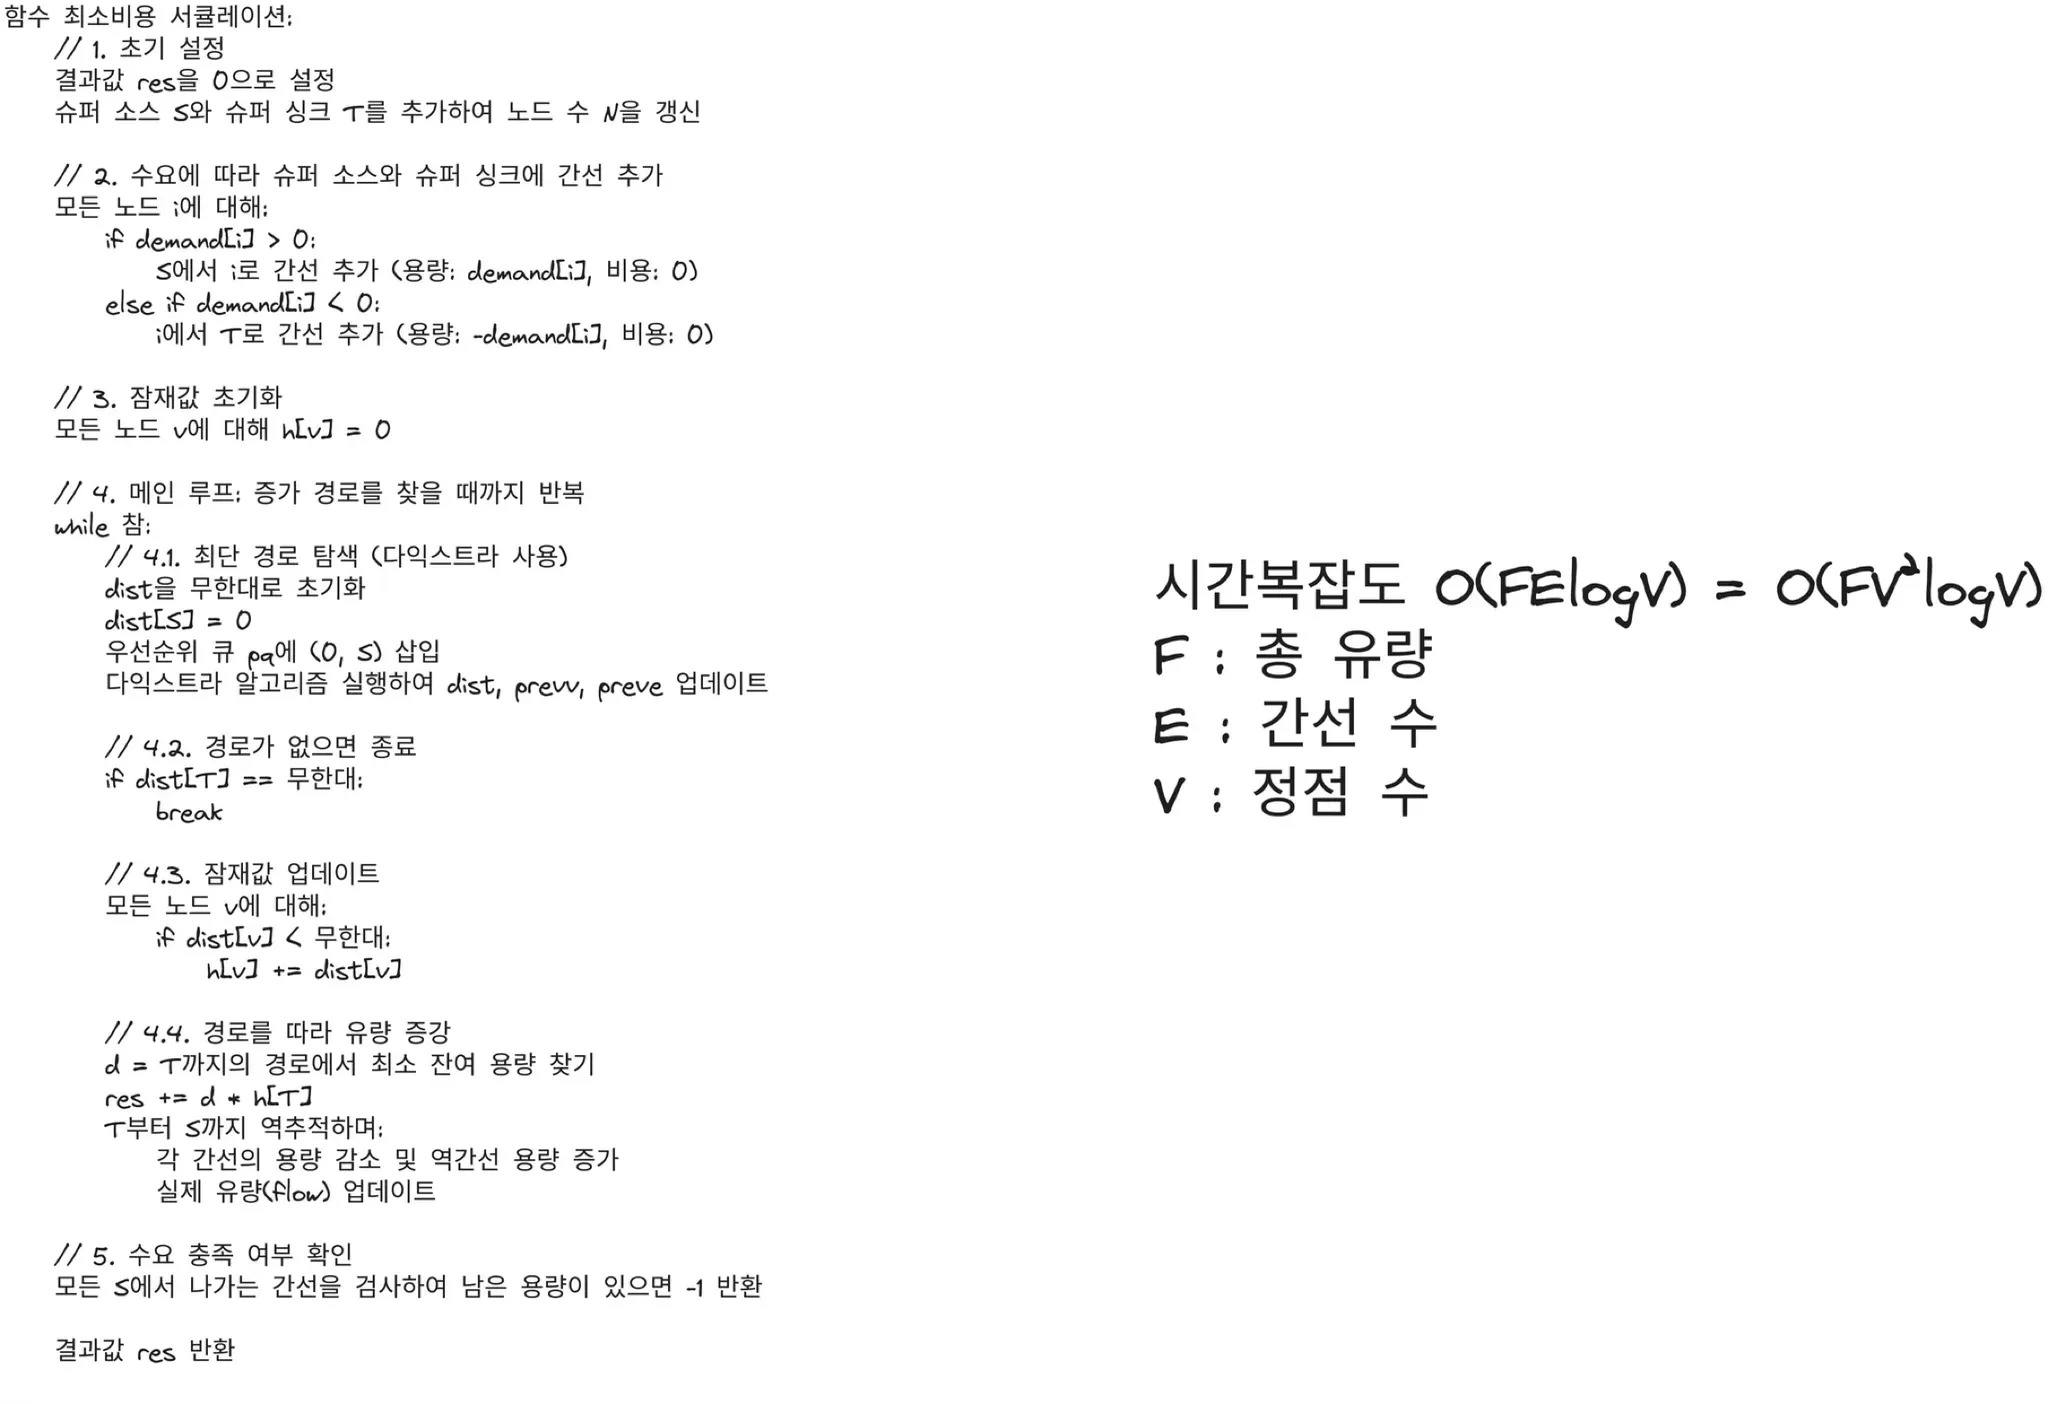 함수 최소비용 서큘레이션:
// 1. 초기 설정
결과값 res을 0으로 설정
슈퍼 소스 S와 슈퍼 싱크 T를 추가하여 노드 수 N을 갱신
// 2. 수요에 따라 슈퍼 소스와 슈퍼 싱크에 간선 추가
모든 노드 i에 대해:
if demand[i] > 0:
S에서 i로 간선 추가 (용량: demand[i], 비용: 0)
else if demand[i] < 0:
i에서 T로 간선 추가 (용량: -demand[i], 비용: 0)
// 3. 잠재값 초기화
모든 노드 v에 대해 h[v] = 0
// 4. 메인 루프: 증가 경로를 찾을 때까지 반복
while 참:
// 4.1. 최단 경로 탐색 (다익스트라 사용)
dist을 무한대로 초기화
dist[S] = 0
우선순위 큐 pq에 (0, S) 삽입
다익스트라 알고리즘 실행하여 dist, prevv, preve 업데이트
// 4.2. 경로가 없으면 종료
if dist[T] == 무한대:
break
// 4.3. 잠재값 업데이트
모든 노드 v에 대해:
if dist[v] < 무한대:
h[v] += dist[v]
// 4.4. 경로를 따라 유량 증강
d = T까지의 경로에서 최소 잔여 용량 찾기
res += d * h[T]
T부터 S까지 역추적하며:
각 간선의 용량 감소 및 역간선 용량 증가
실제 유량(flow) 업데이트
// 5. 수요 충족 여부 확인
모든 S에서 나가는 간선을 검사하여 남은 용량이 있으면 -1 반환
결과값 res 반환
시간복잡도 O(FElogV) = O(FV²logV)
F : 총 유량
E : 간선 수
V : 정점 수